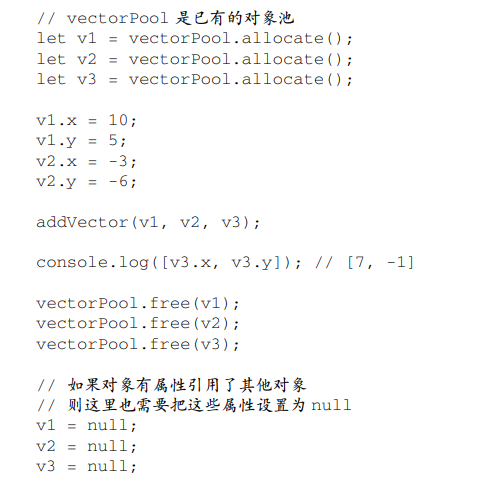 // vectorPool 是已有的对象池
let v1 = vectorPool.allocate();
let v2 = vectorPool.allocate();
let v3 = vectorPool.allocate();
v1.x = 10;
v1.y = 5;
v2.x = -3;
v2.y = -6;
addVector(v1, v2, v3);
console.log([v3.x, v3.y]); // [7, -1]
vectorPool.free(v1);
vectorPool.free(v2);
vectorPool.free(v3);
// 如果对象有属性引用了其他对象
// 则这里也需要把这些属性设置为 null
v1 = null;
v2 = null;
v3 = null;